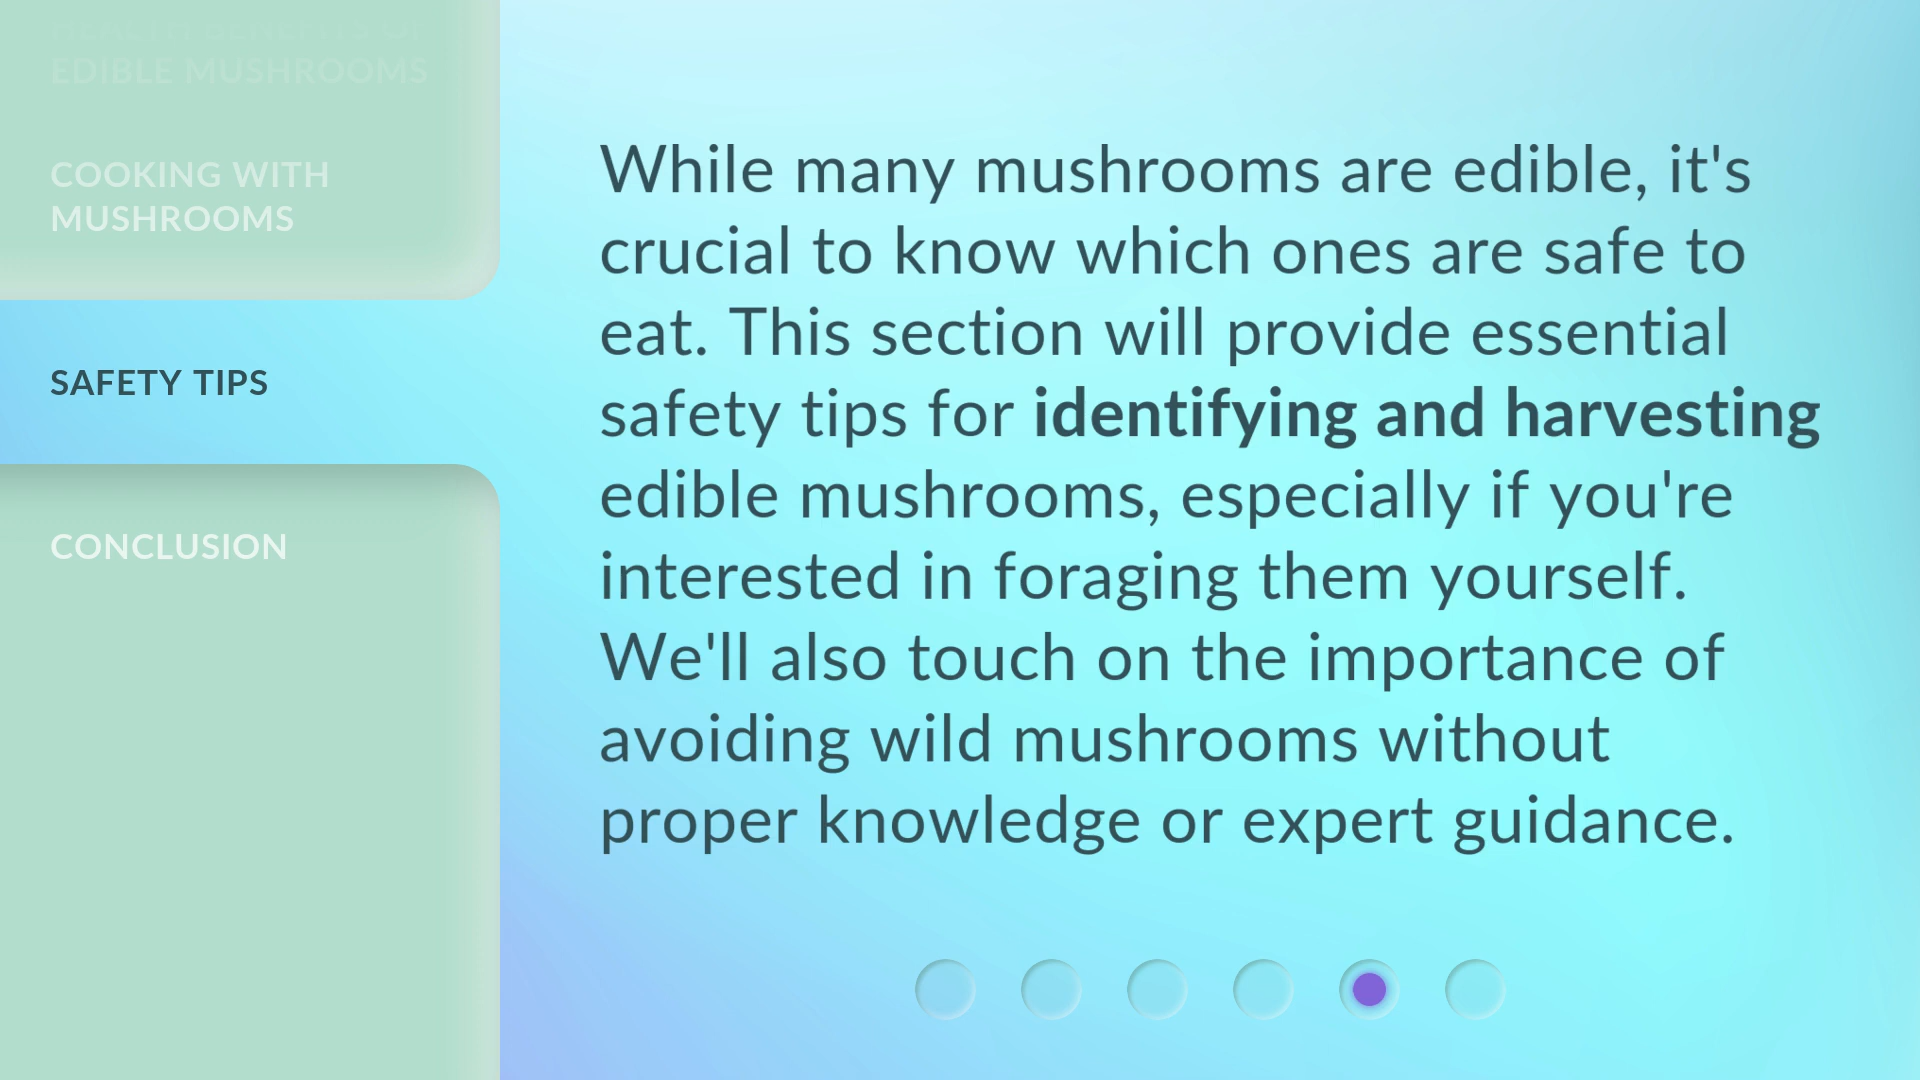 HEALTH BENEFITS OF
EDIBLE MUSHROOMS
COOKING WITH
MUSHROOMS
SAFETY TIPS
CONCLUSION
While many mushrooms are edible, it's
crucial to know which ones are safe to
eat. This section will provide essential
safety tips for identifying and harvesting
edible mushrooms, especially if you're
interested in foraging them yourself.
We'll also touch on the importance of
avoiding wild mushrooms without
proper knowledge or expert guidance.